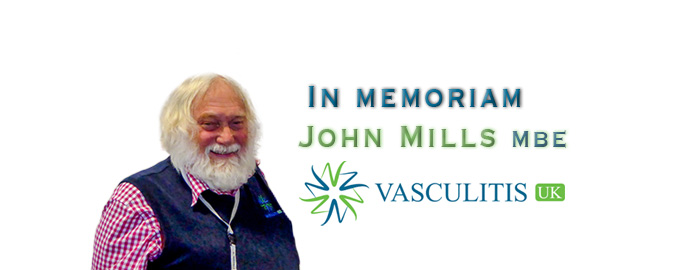 In memoriam
John Mills MBE
VASCULITIS UK